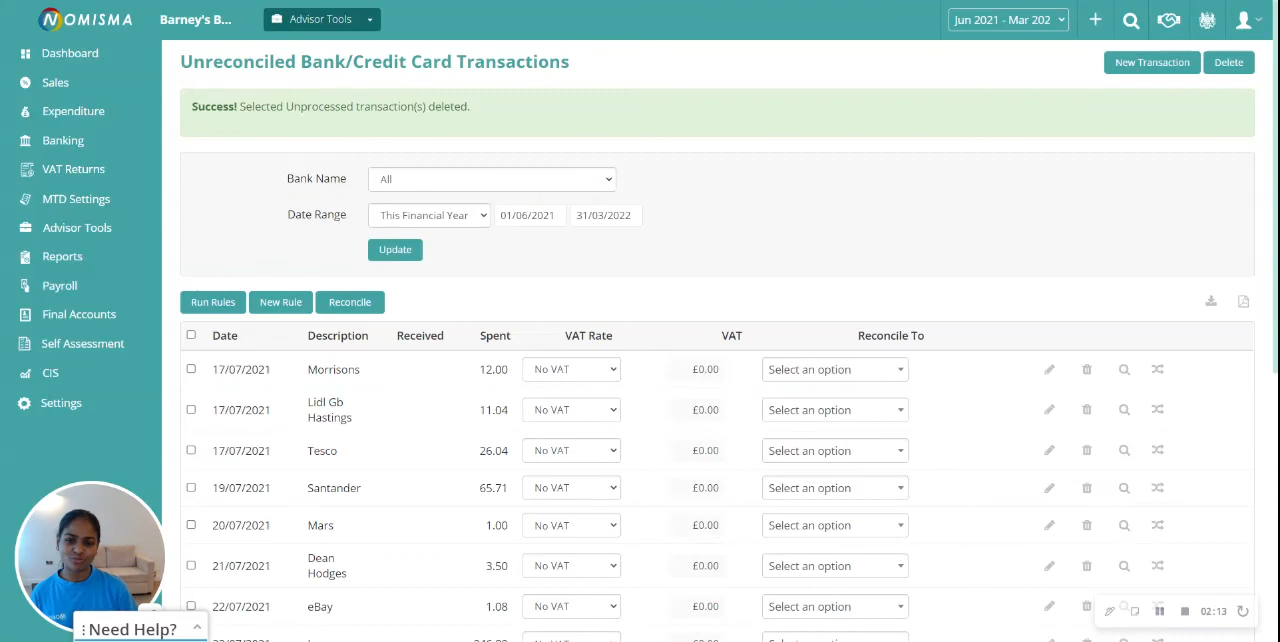 NOMISMA Barney's B... Advisor Tools Jun 2021 - Mar 202
Dashboard
Sales
Expenditure
Banking
VAT Returns
MTD Settings
Advisor Tools
Reports
Payroll
Final Accounts
Self Assessment
CIS
Settings
Unreconciled Bank/Credit Card Transactions New Transaction Delete
Success! Selected Unprocessed transaction(s) deleted.
Bank Name All
Date Range This Financial Year 01/06/2021 31/03/2022
Update
Run Rules New Rule Reconcile
Date Description Received Spent VAT Rate VAT Reconcile To
17/07/2021 Morrisons 12.00 No VAT £0.00 Select an option
17/07/2021 Lidl Gb Hastings 11.04 No VAT £0.00 Select an option
17/07/2021 Tesco 26.04 No VAT £0.00 Select an option
19/07/2021 Santander 65.71 No VAT £0.00 Select an option
20/07/2021 Mars 1.00 No VAT £0.00 Select an option
21/07/2021 Dean Hodges 3.50 No VAT £0.00 Select an option
22/07/2021 eBay 1.08 No VAT £0.00 Select an option
02:13
Need Help?